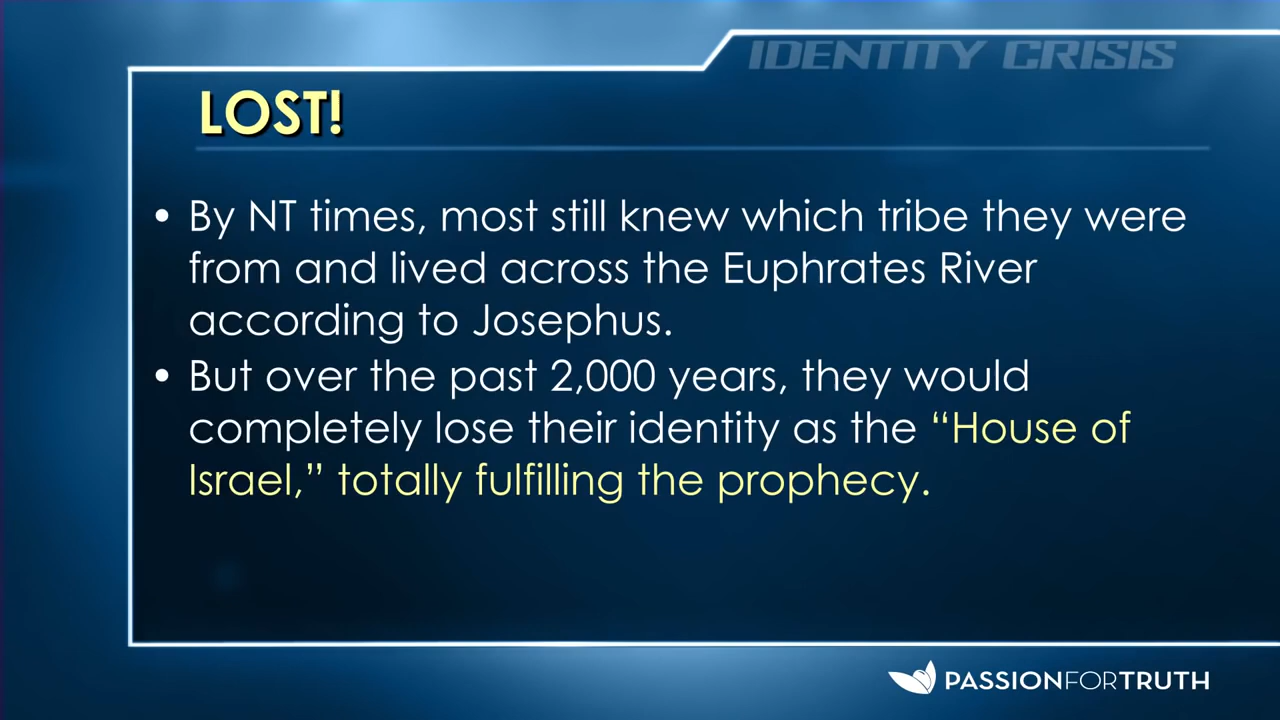 IDENTITY CRISIS
LOST!
• By NT times, most still knew which tribe they were
from and lived across the Euphrates River
according to Josephus.
• But over the past 2,000 years, they would
completely lose their identity as the “House of
Israel,” totally fulfilling the prophecy.
PASSIONFORTRUTH